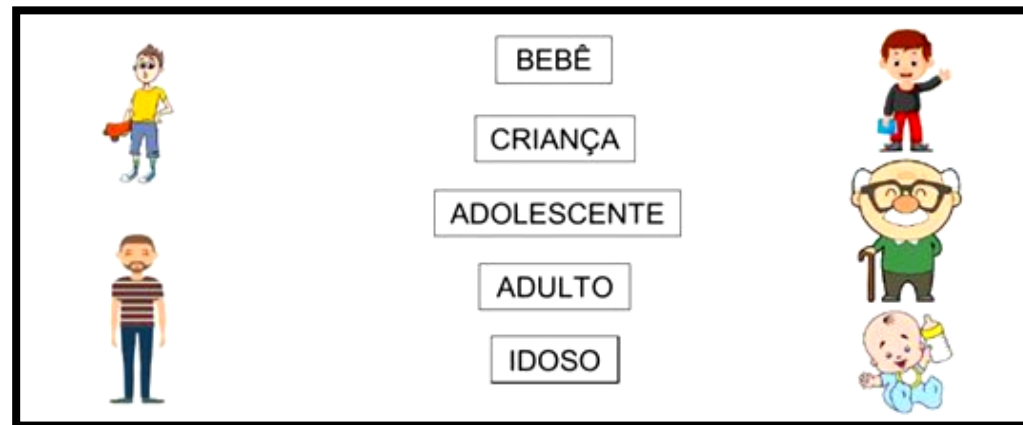 BEBÊ
CRIANÇA
ADOLESCENTE
ADULTO
IDOSO